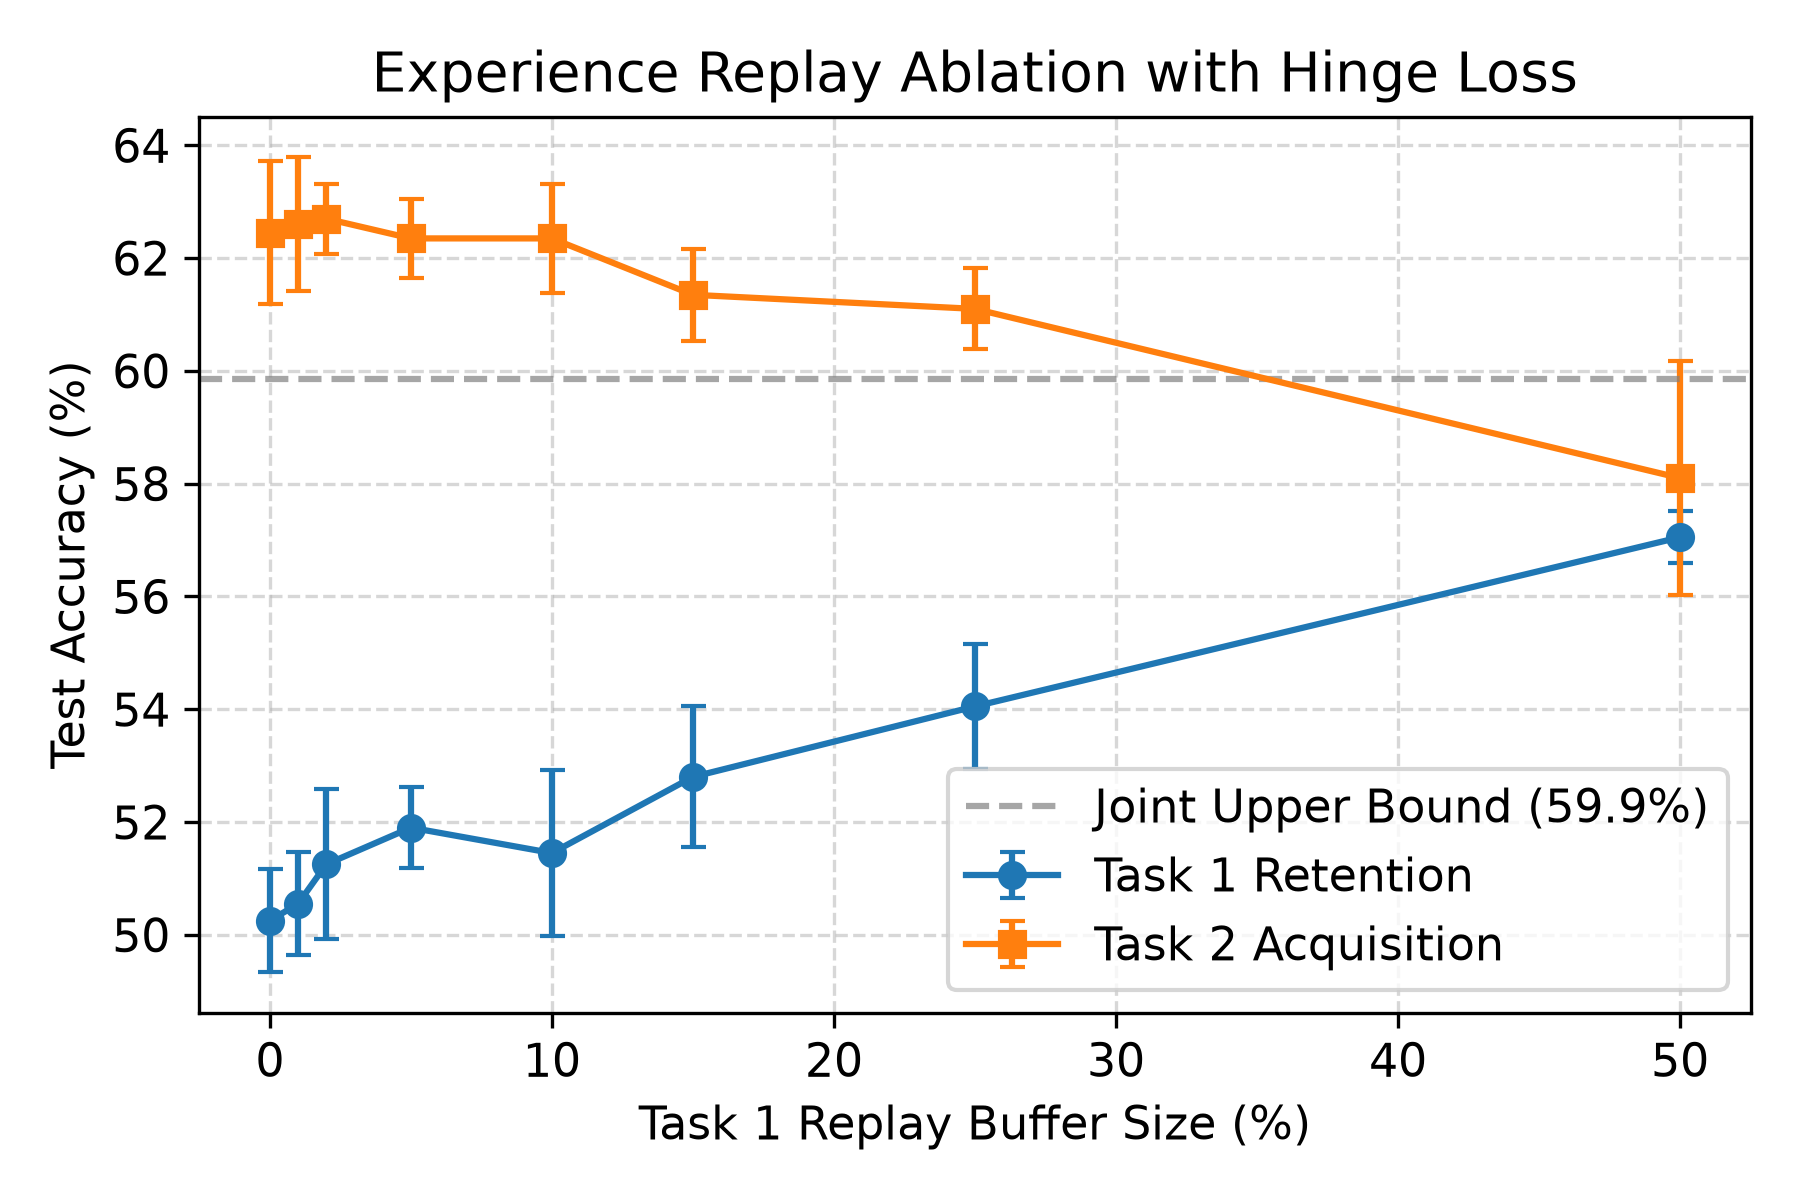 Experience Replay Ablation with Hinge Loss
Test Accuracy (%)
64
62
60
58
56
54
52
50
Joint Upper Bound (59.9%)
Task 1 Retention
Task 2 Acquisition
0 10 20 30 40 50
Task 1 Replay Buffer Size (%)